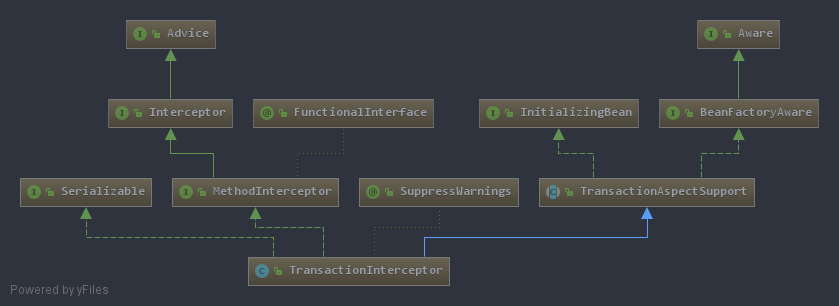 Advice
Aware
Interceptor
FunctionalInterface
InitializingBean
BeanFactoryAware
Serializable
MethodInterceptor
SuppressWarnings
TransactionAspectSupport
TransactionInterceptor
Powered by yFiles